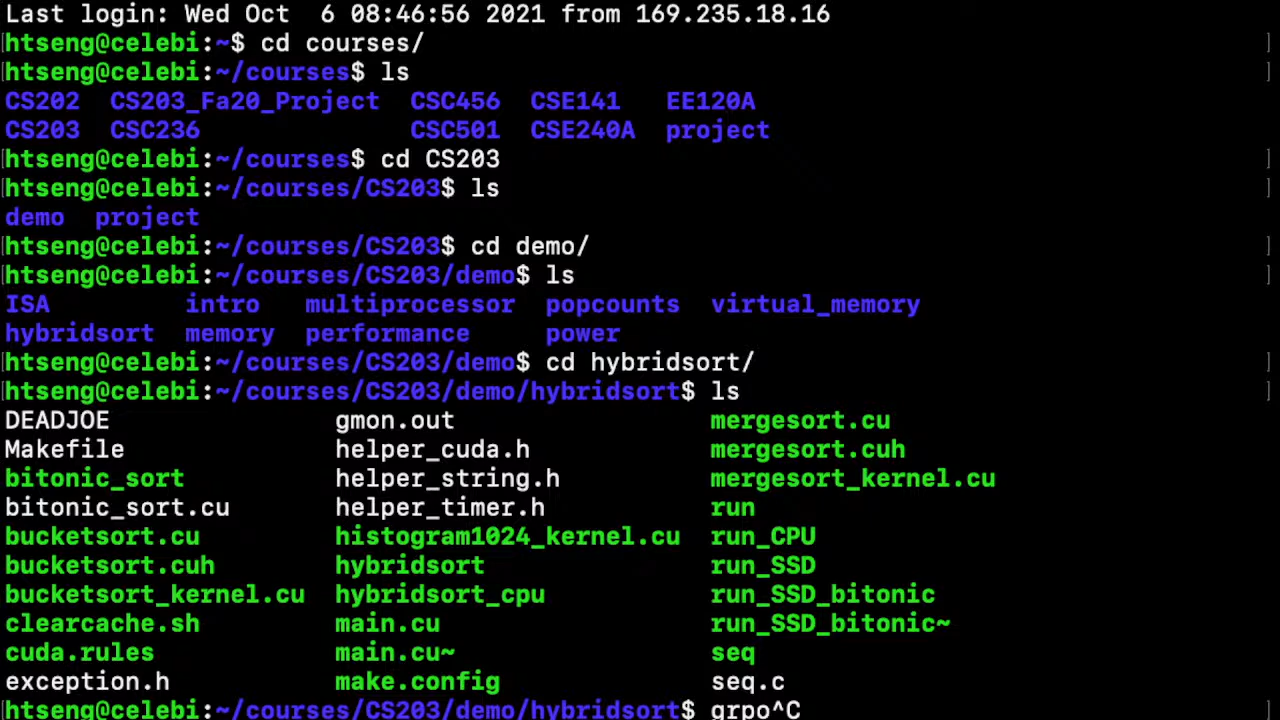 Last login: Wed Oct  6 08:46:56 2021 from 169.235.18.16
[htseng@celebi:~$ cd courses/ ]
[htseng@celebi:~/courses$ ls ]
CS202  CS203_Fa20_Project  CSC456  CSE141   EE120A
CS203  CSC236              CSC501  CSE240A  project
[htseng@celebi:~/courses$ cd CS203 ]
[htseng@celebi:~/courses/CS203$ ls ]
demo  project
[htseng@celebi:~/courses/CS203$ cd demo/ ]
[htseng@celebi:~/courses/CS203/demo$ ls ]
ISA         intro   multiprocessor  popcounts  virtual_memory
hybridsort  memory  performance     power
[htseng@celebi:~/courses/CS203/demo$ cd hybridsort/ ]
[htseng@celebi:~/courses/CS203/demo/hybridsort$ ls ]
DEADJOE               gmon.out                 mergesort.cu
Makefile              helper_cuda.h            mergesort.cuh
bitonic_sort          helper_string.h          mergesort_kernel.cu
bitonic_sort.cu       helper_timer.h           run
bucketsort.cu         histogram1024_kernel.cu  run_CPU
bucketsort.cuh        hybridsort               run_SSD
bucketsort_kernel.cu  hybridsort_cpu           run_SSD_bitonic
clearcache.sh         main.cu                  run_SSD_bitonic~
cuda.rules            main.cu~                 seq
exception.h           make.config              seq.c
[htseng@celebi:~/courses/CS203/demo/hybridsort$ grpo^C ]